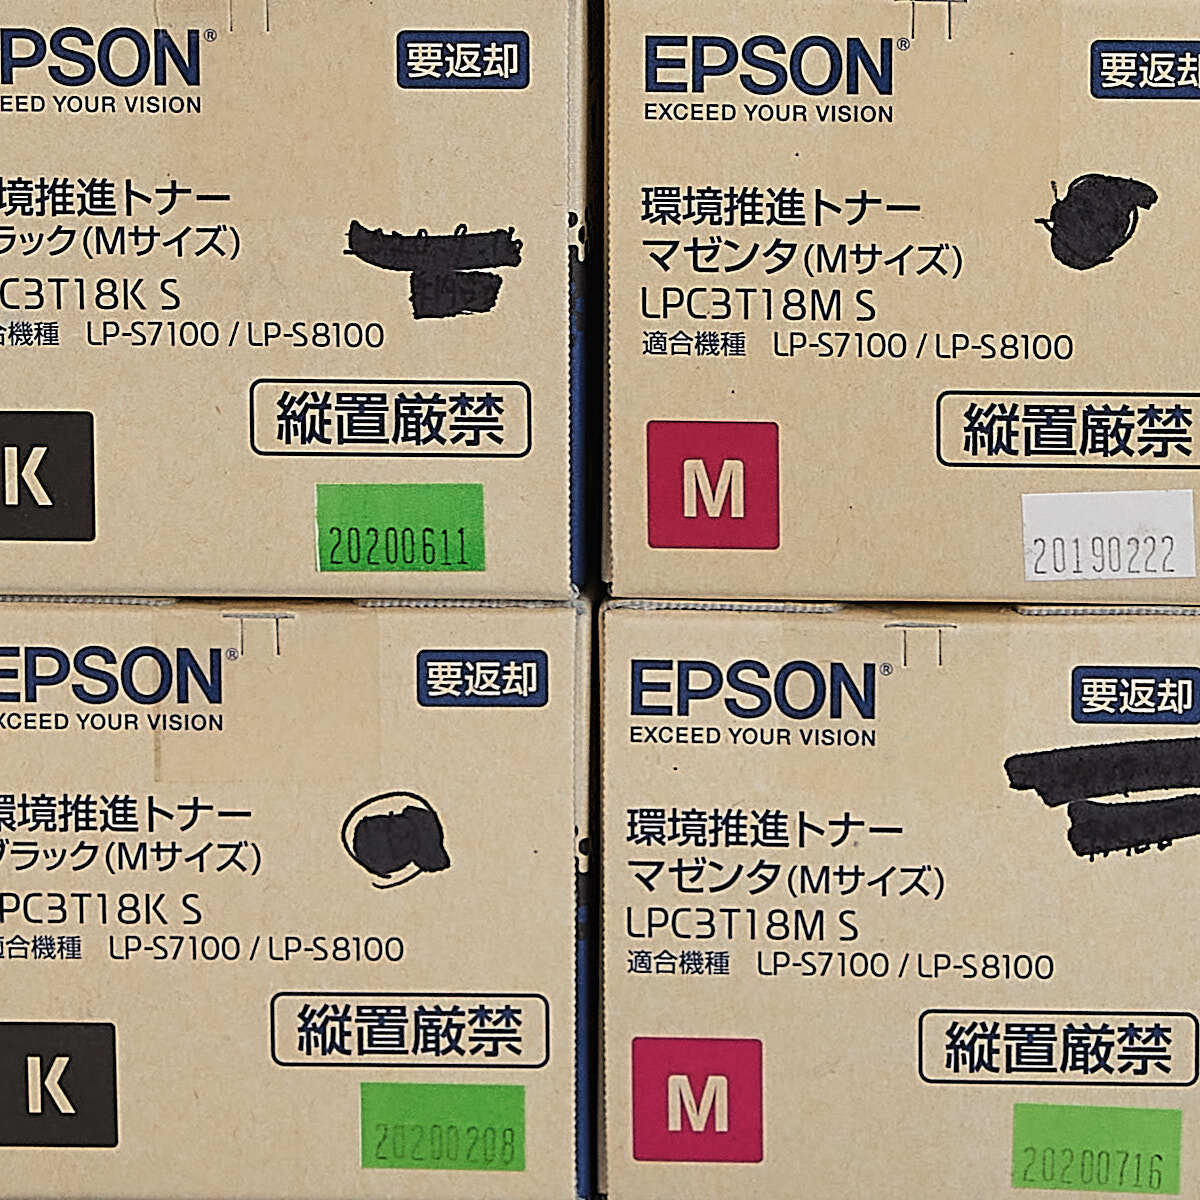 PSON®
EED YOUR VISION
要返却
境推進トナー
ラック(Mサイズ)
C3T18K S
合機種 LP-S7100 / LP-S8100
縦置厳禁
K
20200611
EPSON®
EXCEED YOUR VISION
要返却
環境推進トナー
マゼンタ(Mサイズ)
LPC3T18M S
適合機種 LP-S7100 / LP-S8100
縦置厳禁
M
20190222
EPSON®
XCEED YOUR VISION
要返却
環境推進トナー
ブラック(Mサイズ)
PC3T18K S
適合機種 LP-S7100 / LP-S8100
縦置厳禁
K
20200208
EPSON®
EXCEED YOUR VISION
要返却
環境推進トナー
マゼンタ(Mサイズ)
LPC3T18M S
適合機種 LP-S7100 / LP-S8100
縦置厳禁
M
20200716